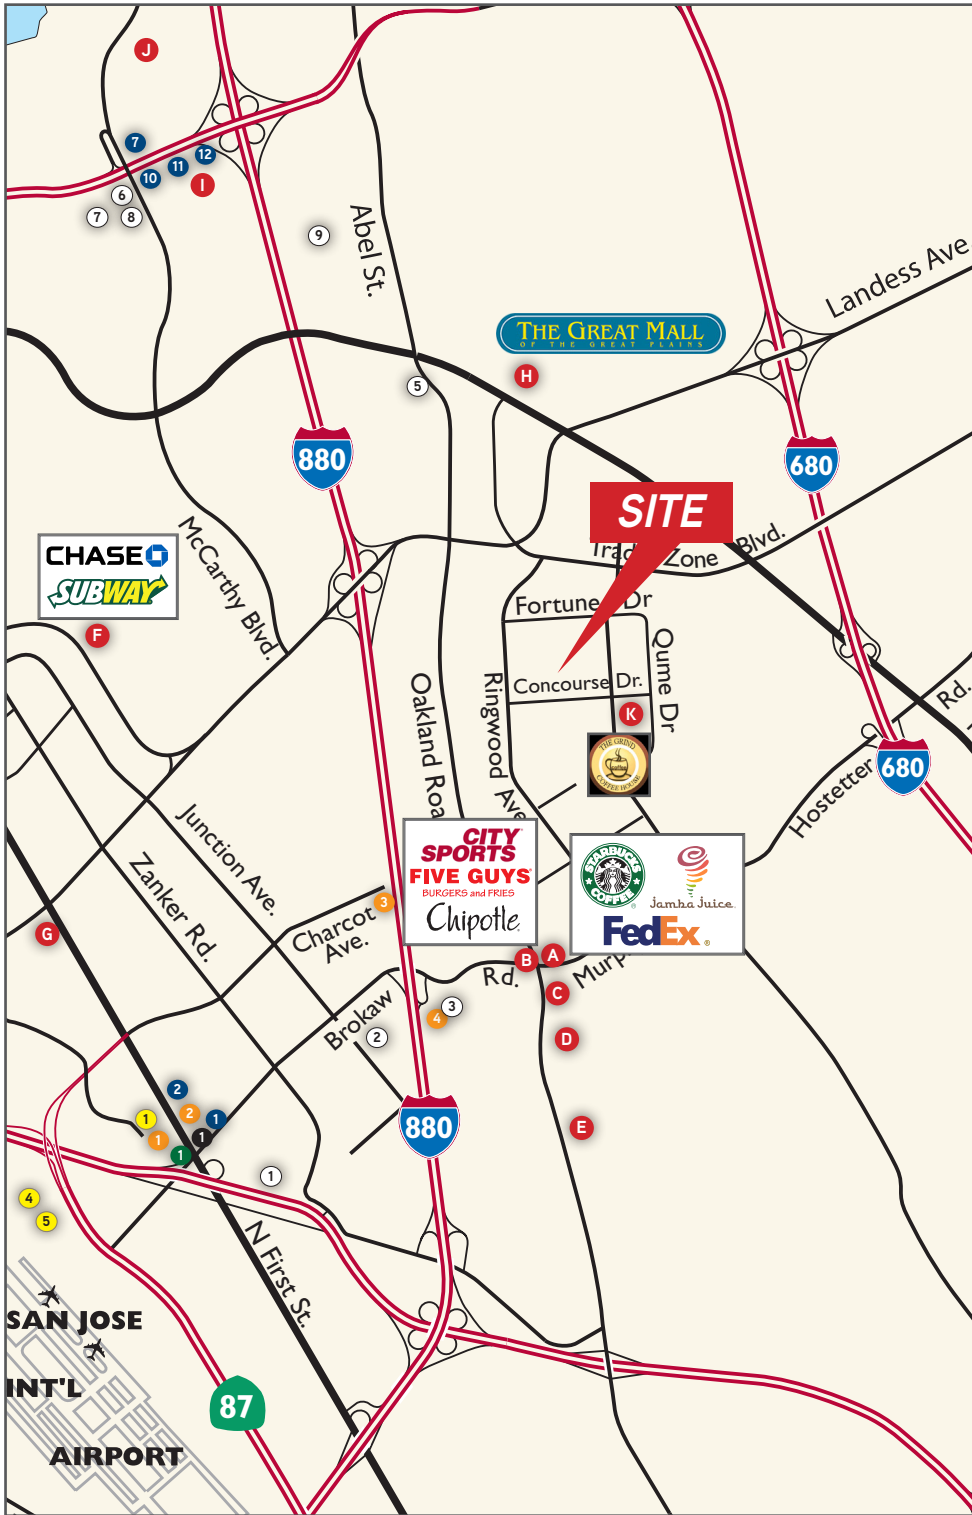 J
7
12
11
10
I
6
7
8
9
Abel St.
Landess Ave
THE GREAT MALL
OF THE GREAT PLAINS
H
5
880
680
SITE
Trad Zone Blvd.
McCarthy Blvd.
CHASE
SUBWAY
F
Fortune Dr
Qume Dr
Concourse Dr.
K
Ringwood Ave
Oakland Roa
THE GRIND
coffee
COFFEE HOUSE
Rd.
680
Hostetter
Junction Ave.
Zanker Rd.
CITY
SPORTS
FIVE GUYS
BURGERS and FRIES
Chipotle
STARBUCKS
COFFEE
Jamba Juice
FedEx
3
Charcot
Ave.
G
B
A
Rd.
Murp
C
Brokaw
3
4
2
D
2
1
2
1
1
1
1
880
E
1
4
5
N First St.
SAN JOSE
INT'L
AIRPORT
87